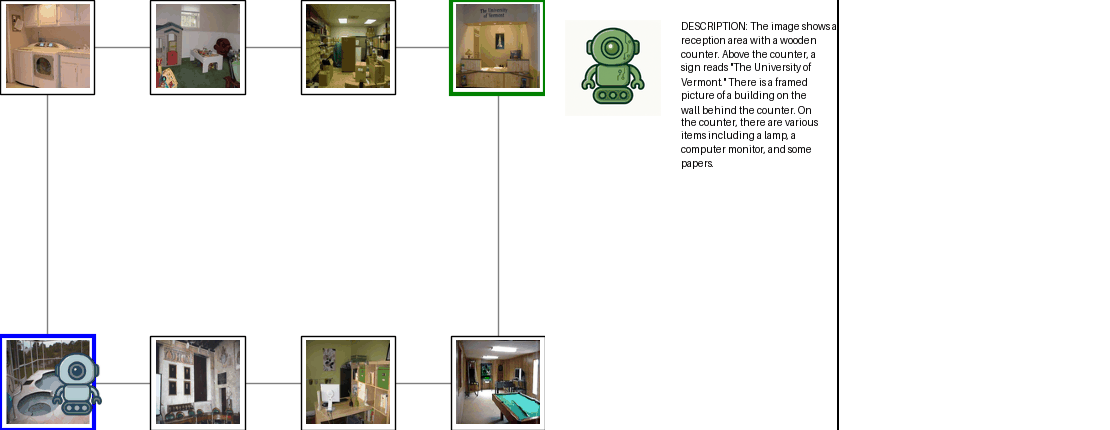 The University
of Vermont
DESCRIPTION: The image shows a
reception area with a wooden
counter. Above the counter, a
sign reads "The University of
Vermont." There is a framed
picture of a building on the
wall behind the counter. On
the counter, there are various
items including a lamp, a
computer monitor, and some
papers.